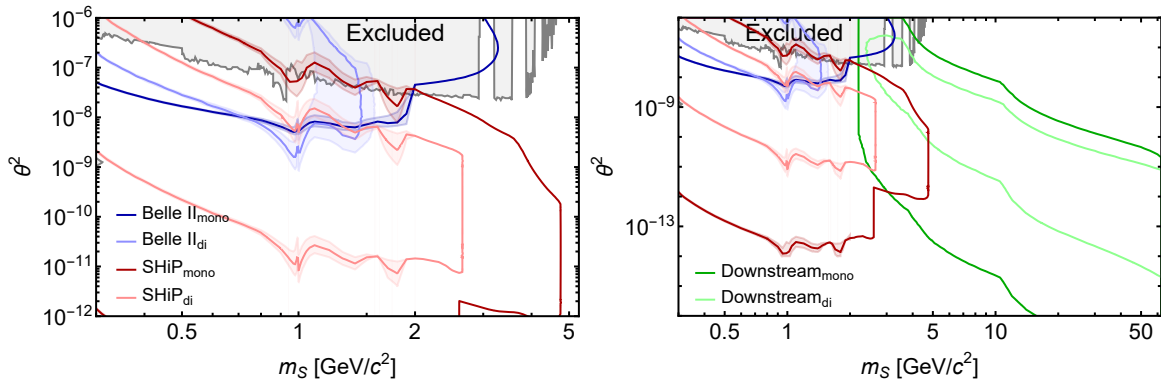 10⁻⁶
10⁻⁷
10⁻⁸
10⁻⁹
10⁻¹⁰
10⁻¹¹
10⁻¹²
θ²
Excluded
Belle II_mono
Belle II_di
SHiP_mono
SHiP_di
0.5 1 2 5
m_S [GeV/c²]
10⁻⁹
10⁻¹³
θ²
Excluded
Downstream_mono
Downstream_di
0.5 1 5 10 50
m_S [GeV/c²]